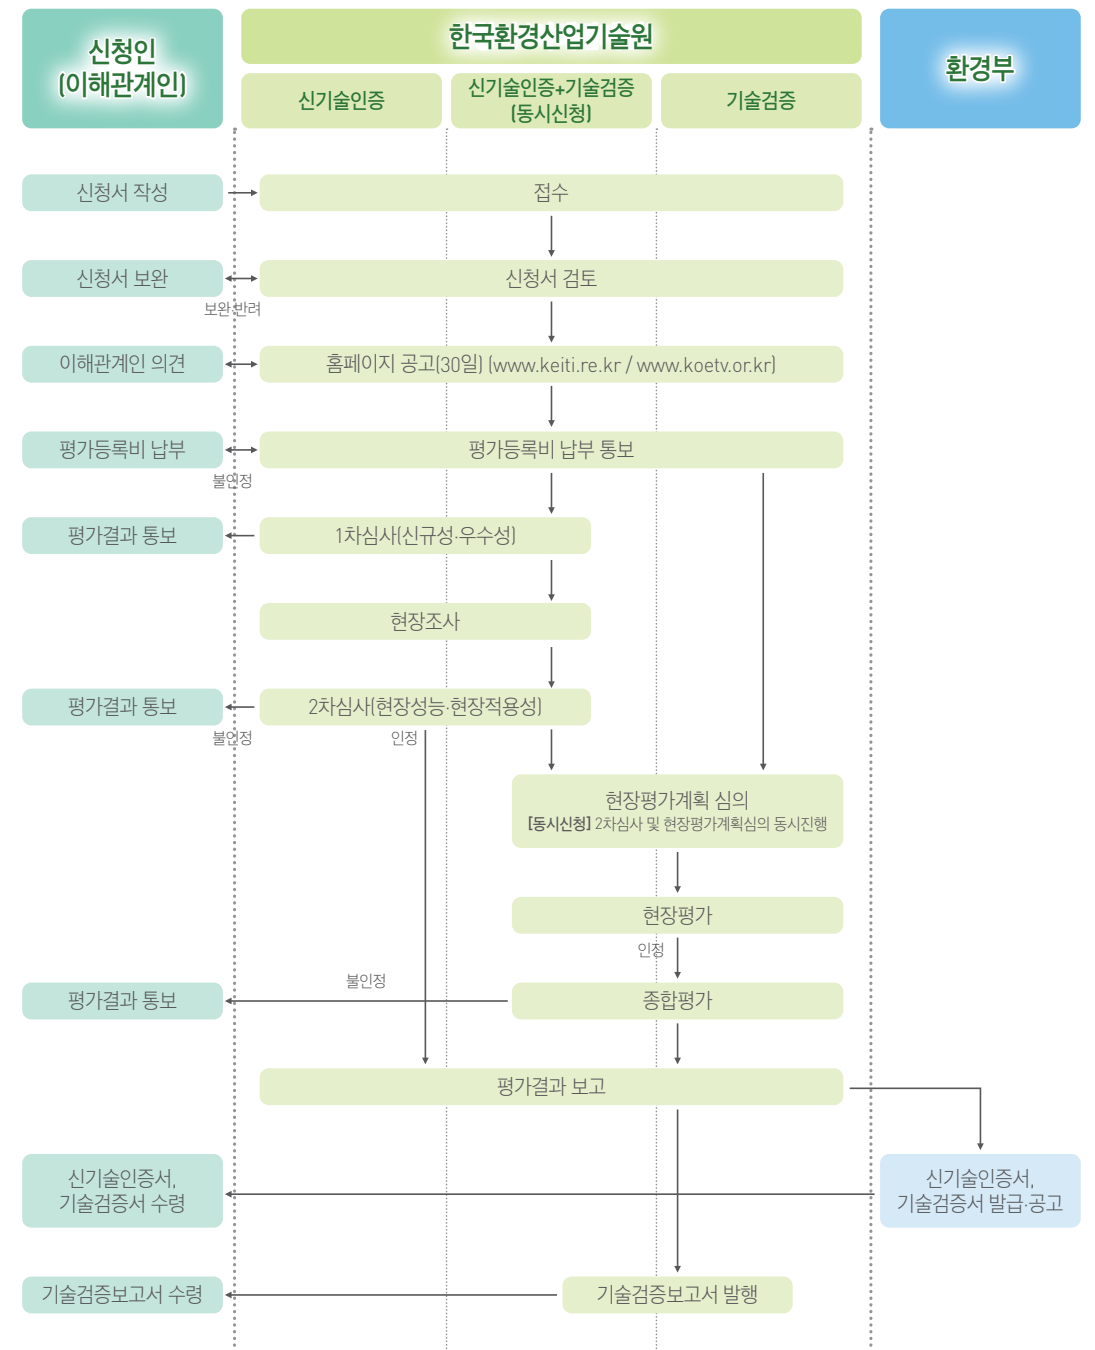 신청인
(이해관계인)
한국환경산업기술원
환경부
신기술인증
신기술인증+기술검증
(동시신청)
기술검증
신청서 작성
접수
신청서 보완
신청서 검토
보완·반려
이해관계인 의견
홈페이지 공고(30일) (www.keiti.re.kr / www.koetv.or.kr)
평가등록비 납부
평가등록비 납부 통보
불인정
평가결과 통보
1차심사(신규성·우수성)
현장조사
평가결과 통보
2차심사(현장성능·현장적용성)
불인정
인정
현장평가계획 심의
[동시신청] 2차심사 및 현장평가계획심의 동시진행
현장평가
인정
불인정
평가결과 통보
종합평가
평가결과 보고
신기술인증서,
기술검증서 수령
신기술인증서,
기술검증서 발급·공고
기술검증보고서 수령
기술검증보고서 발행